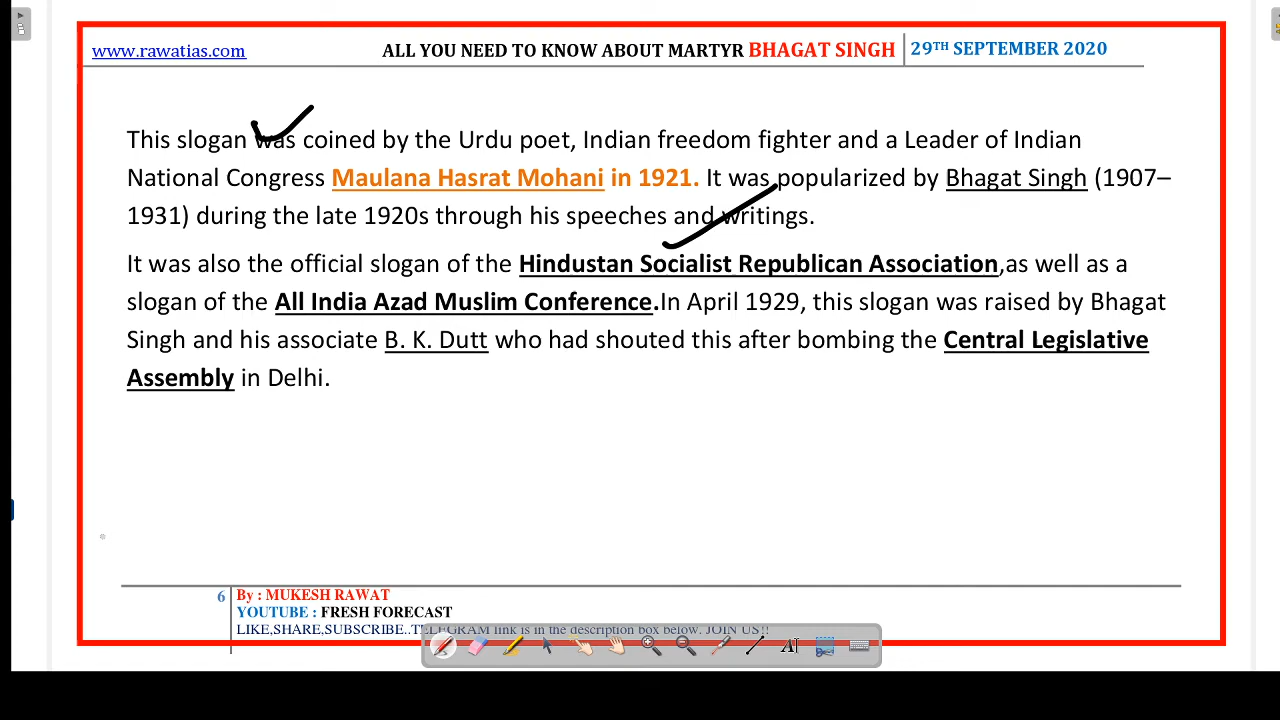 www.rawatias.com ALL YOU NEED TO KNOW ABOUT MARTYR BHAGAT SINGH 29TH SEPTEMBER 2020
This slogan was coined by the Urdu poet, Indian freedom fighter and a Leader of Indian
National Congress Maulana Hasrat Mohani in 1921. It was popularized by Bhagat Singh (1907–
1931) during the late 1920s through his speeches and writings.
It was also the official slogan of the Hindustan Socialist Republican Association,as well as a
slogan of the All India Azad Muslim Conference.In April 1929, this slogan was raised by Bhagat
Singh and his associate B. K. Dutt who had shouted this after bombing the Central Legislative
Assembly in Delhi.
6 By : MUKESH RAWAT
YOUTUBE : FRESH FORECAST
LIKE,SHARE,SUBSCRIBE..TELEGRAM link is in the description box below. JOIN US!!